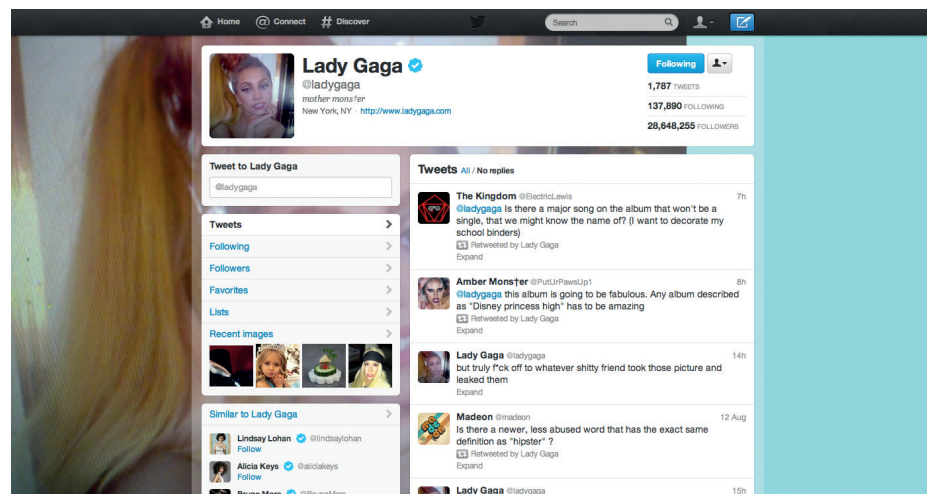 Home @ Connect # Discover
Search
Lady Gaga
@ladygaga
mother mons†er
New York, NY · http://www.ladygaga.com
Following
1,787 TWEETS
137,890 FOLLOWING
28,648,255 FOLLOWERS
Tweet to Lady Gaga
@ladygaga
Tweets
Following
Followers
Favorites
Lists
Recent images
Similar to Lady Gaga
Lindsay Lohan @lindsaylohan
Follow
Alicia Keys @aliciakeys
Follow
Bruno Mars @BrunoMars
Tweets All / No replies
The Kingdom @ElectricLewis 7h
@ladygaga Is there a major song on the album that won't be a
single, that we might know the name of? (I want to decorate my
school binders)
Retweeted by Lady Gaga
Expand
Amber Mons†er @PutUrPawsUp1 8h
@ladygaga this album is going to be fabulous. Any album described
as "Disney princess high" has to be amazing
Retweeted by Lady Gaga
Expand
Lady Gaga @ladygaga 14h
but truly f*ck off to whatever shitty friend took those picture and
leaked them
Expand
Madeon @madeon 12 Aug
Is there a newer, less abused word that has the exact same
definition as "hipster" ?
Retweeted by Lady Gaga
Expand
Lady Gaga @ladygaga 15h